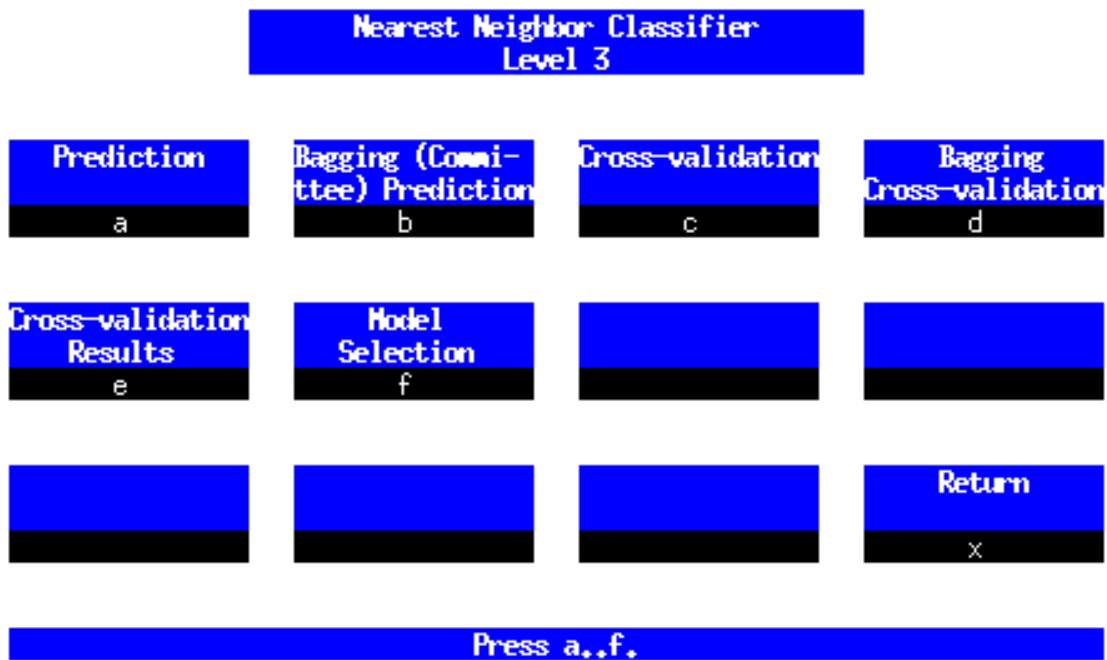 Nearest Neighbor Classifier
Level 3
Prediction
a
Bagging (Commi-
ttee) Prediction
b
Cross-validation
c
Bagging
Cross-validation
d
Cross-validation
Results
e
Model
Selection
f
Return
x
Press a..f.